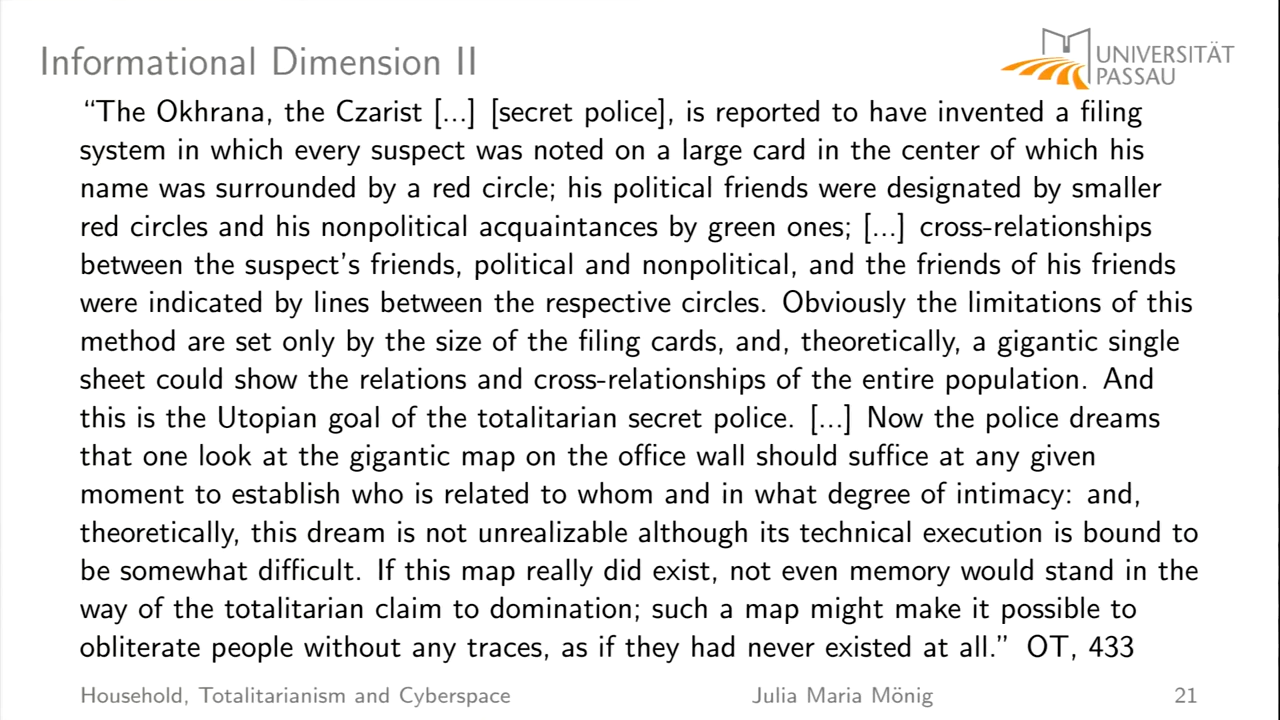 Informational Dimension II
UNIVERSITÄT
PASSAU
“The Okhrana, the Czarist [...] [secret police], is reported to have invented a filing
system in which every suspect was noted on a large card in the center of which his
name was surrounded by a red circle; his political friends were designated by smaller
red circles and his nonpolitical acquaintances by green ones; [...] cross-relationships
between the suspect’s friends, political and nonpolitical, and the friends of his friends
were indicated by lines between the respective circles. Obviously the limitations of this
method are set only by the size of the filing cards, and, theoretically, a gigantic single
sheet could show the relations and cross-relationships of the entire population. And
this is the Utopian goal of the totalitarian secret police. [...] Now the police dreams
that one look at the gigantic map on the office wall should suffice at any given
moment to establish who is related to whom and in what degree of intimacy: and,
theoretically, this dream is not unrealizable although its technical execution is bound to
be somewhat difficult. If this map really did exist, not even memory would stand in the
way of the totalitarian claim to domination; such a map might make it possible to
obliterate people without any traces, as if they had never existed at all.” OT, 433
Household, Totalitarianism and Cyberspace
Julia Maria Mönig
21